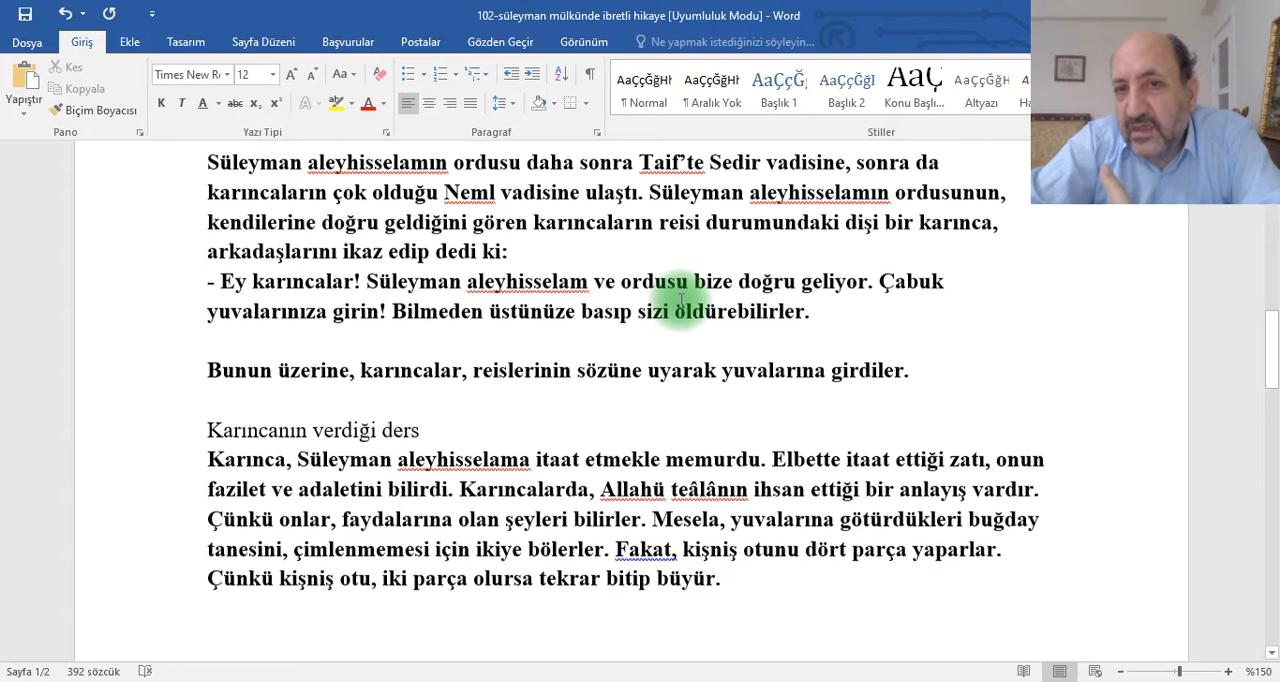 102-süleyman mülkünde ibretli hikaye [Uyumluluk Modu] - Word
Dosya Giriş Ekle Tasarım Sayfa Düzeni Başvurular Postalar Gözden Geçir Görünüm Ne yapmak istediğinizi söyleyin...
Yapıştır
Kes
Kopyala
Biçim Boyacısı
Pano
Times New Ro 12
Yazı Tipi
Paragraf
AaÇçĞğHł AaÇçĞğHł AaÇçĞ AaÇçĞğI AaÇ AaÇçĞğH
¶ Normal ¶ Aralık Yok Başlık 1 Başlık 2 Konu Başlı... Altyazı
Stiller
Süleyman aleyhisselamın ordusu daha sonra Taif’te Sedir vadisine, sonra da
karıncaların çok olduğu Neml vadisine ulaştı. Süleyman aleyhisselamın ordusunun,
kendilerine doğru geldiğini gören karıncaların reisi durumundaki dişi bir karınca,
arkadaşlarını ikaz edip dedi ki:
- Ey karıncalar! Süleyman aleyhisselam ve ordusu bize doğru geliyor. Çabuk
yuvalarınıza girin! Bilmeden üstünüze basıp sizi öldürebilirler.
Bunun üzerine, karıncalar, reislerinin sözüne uyarak yuvalarına girdiler.
Karıncanın verdiği ders
Karınca, Süleyman aleyhisselama itaat etmekle memurdu. Elbette itaat ettiği zatı, onun
fazilet ve adaletini bilirdi. Karıncalarda, Allahü teâlânın ihsan ettiği bir anlayış vardır.
Çünkü onlar, faydalarına olan şeyleri bilirler. Mesela, yuvalarına götürdükleri buğday
tanesini, çimlenmemesi için ikiye bölerler. Fakat, kişniş otunu dört parça yaparlar.
Çünkü kişniş otu, iki parça olursa tekrar bitip büyür.
Sayfa 1/2 392 sözcük %150